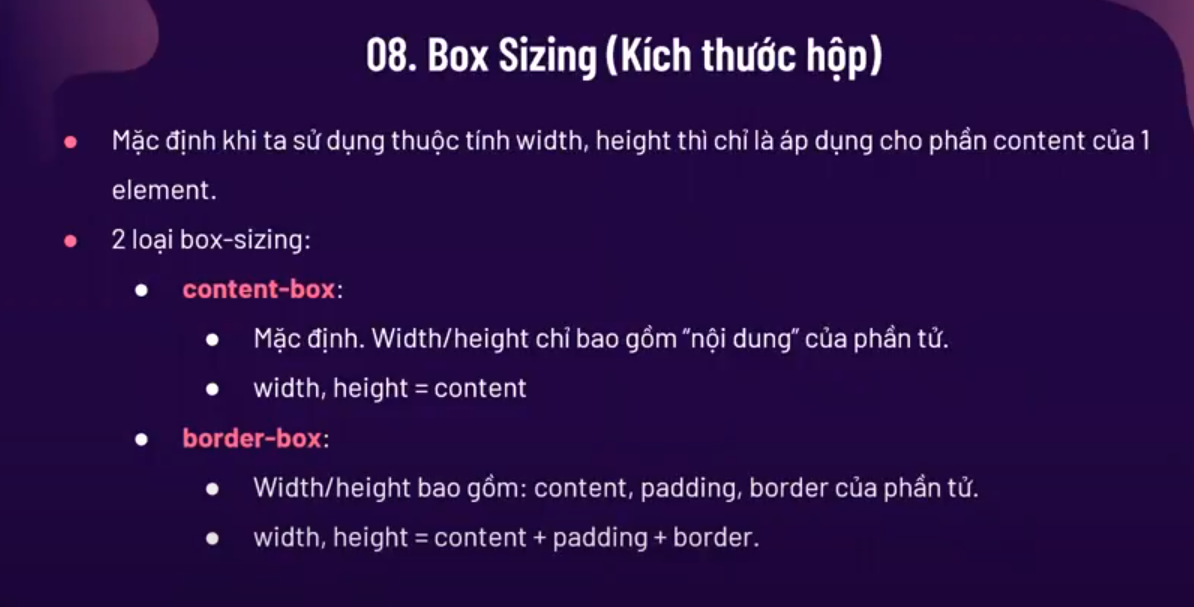 08. Box Sizing (Kích thước hộp)
● Mặc định khi ta sử dụng thuộc tính width, height thì chỉ là áp dụng cho phần content của 1
element.
● 2 loại box-sizing:
● content-box:
● Mặc định. Width/height chỉ bao gồm “nội dung” của phần tử.
● width, height = content
● border-box:
● Width/height bao gồm: content, padding, border của phần tử.
● width, height = content + padding + border.